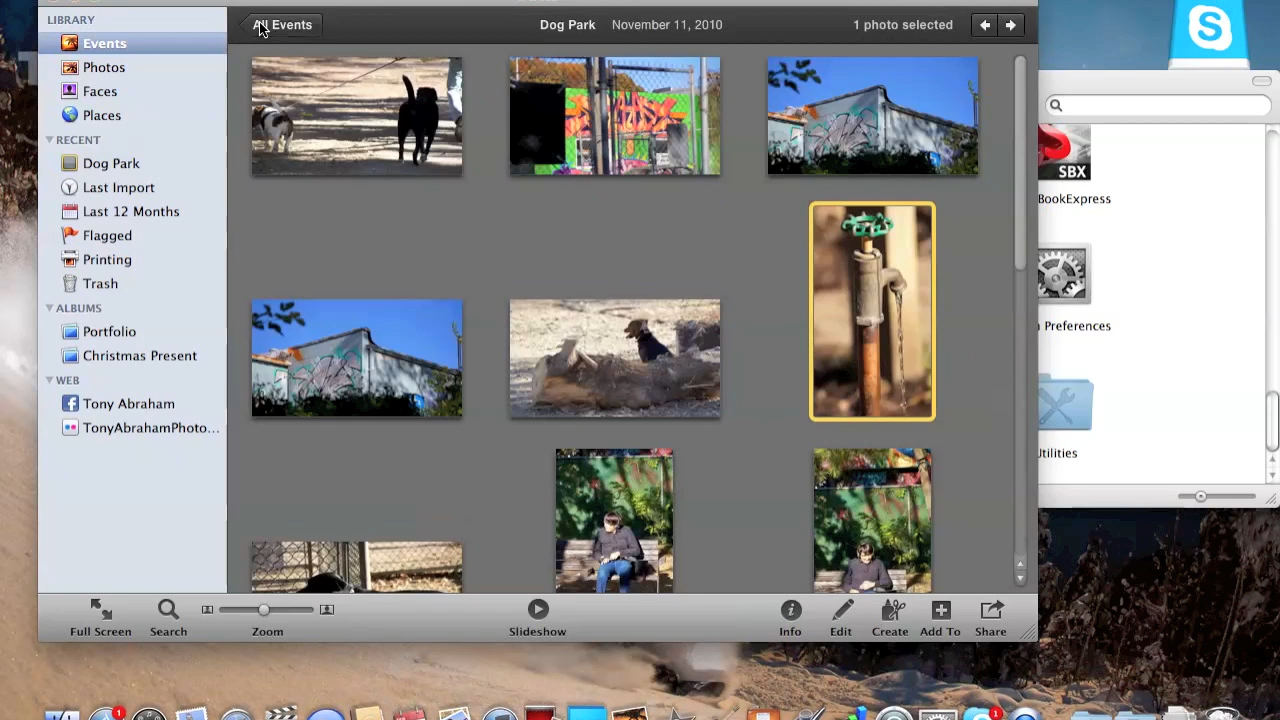 LIBRARY
Events
Photos
Faces
Places
RECENT
Dog Park
Last Import
Last 12 Months
Flagged
Printing
Trash
ALBUMS
Portfolio
Christmas Present
WEB
Tony Abraham
TonyAbrahamPhoto...
All Events
Dog Park November 11, 2010
1 photo selected
Full Screen
Search
Zoom
Slideshow
Info
Edit
Create
Add To
Share
SBX
BookExpress
Preferences
Utilities
1
1